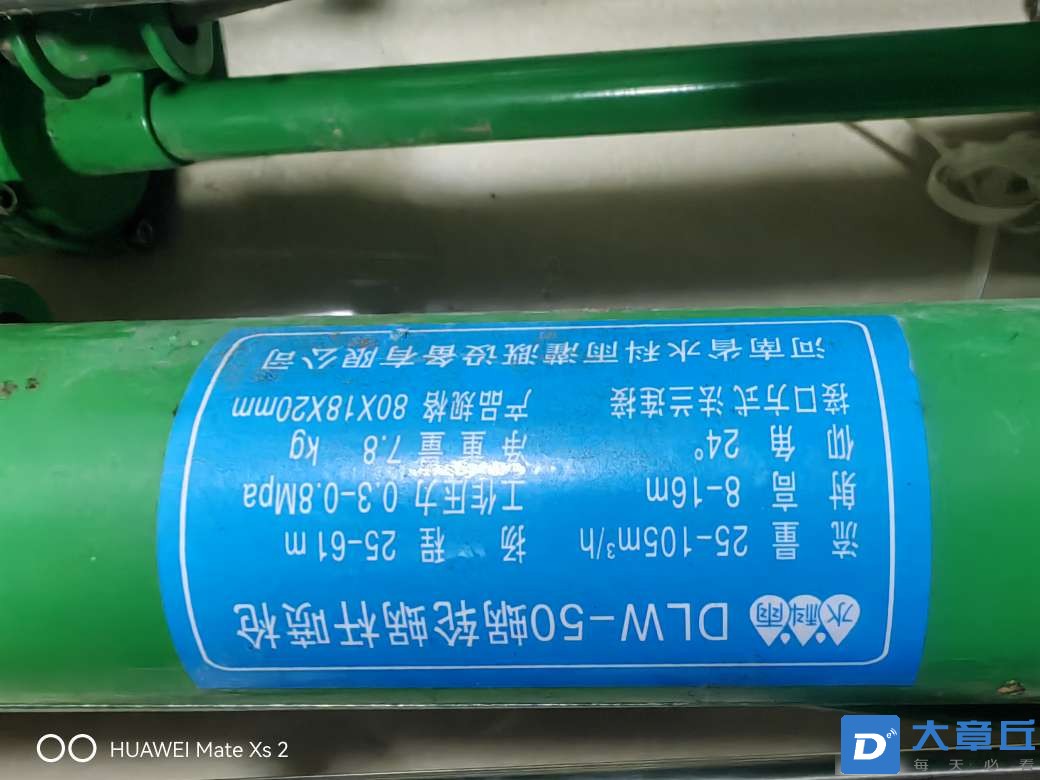 水科雨 DLW-50蜗轮蜗杆喷枪
流量 25-105m³/h 扬程 25-61m
射高 8-16m 工作压力 0.3-0.8Mpa
仰角 24° 净重量 7.8 kg
接口方式 法兰连接 产品规格 80X18X20mm
河南省水科雨灌溉设备有限公司
HUAWEI Mate Xs 2
大章丘
每天必看